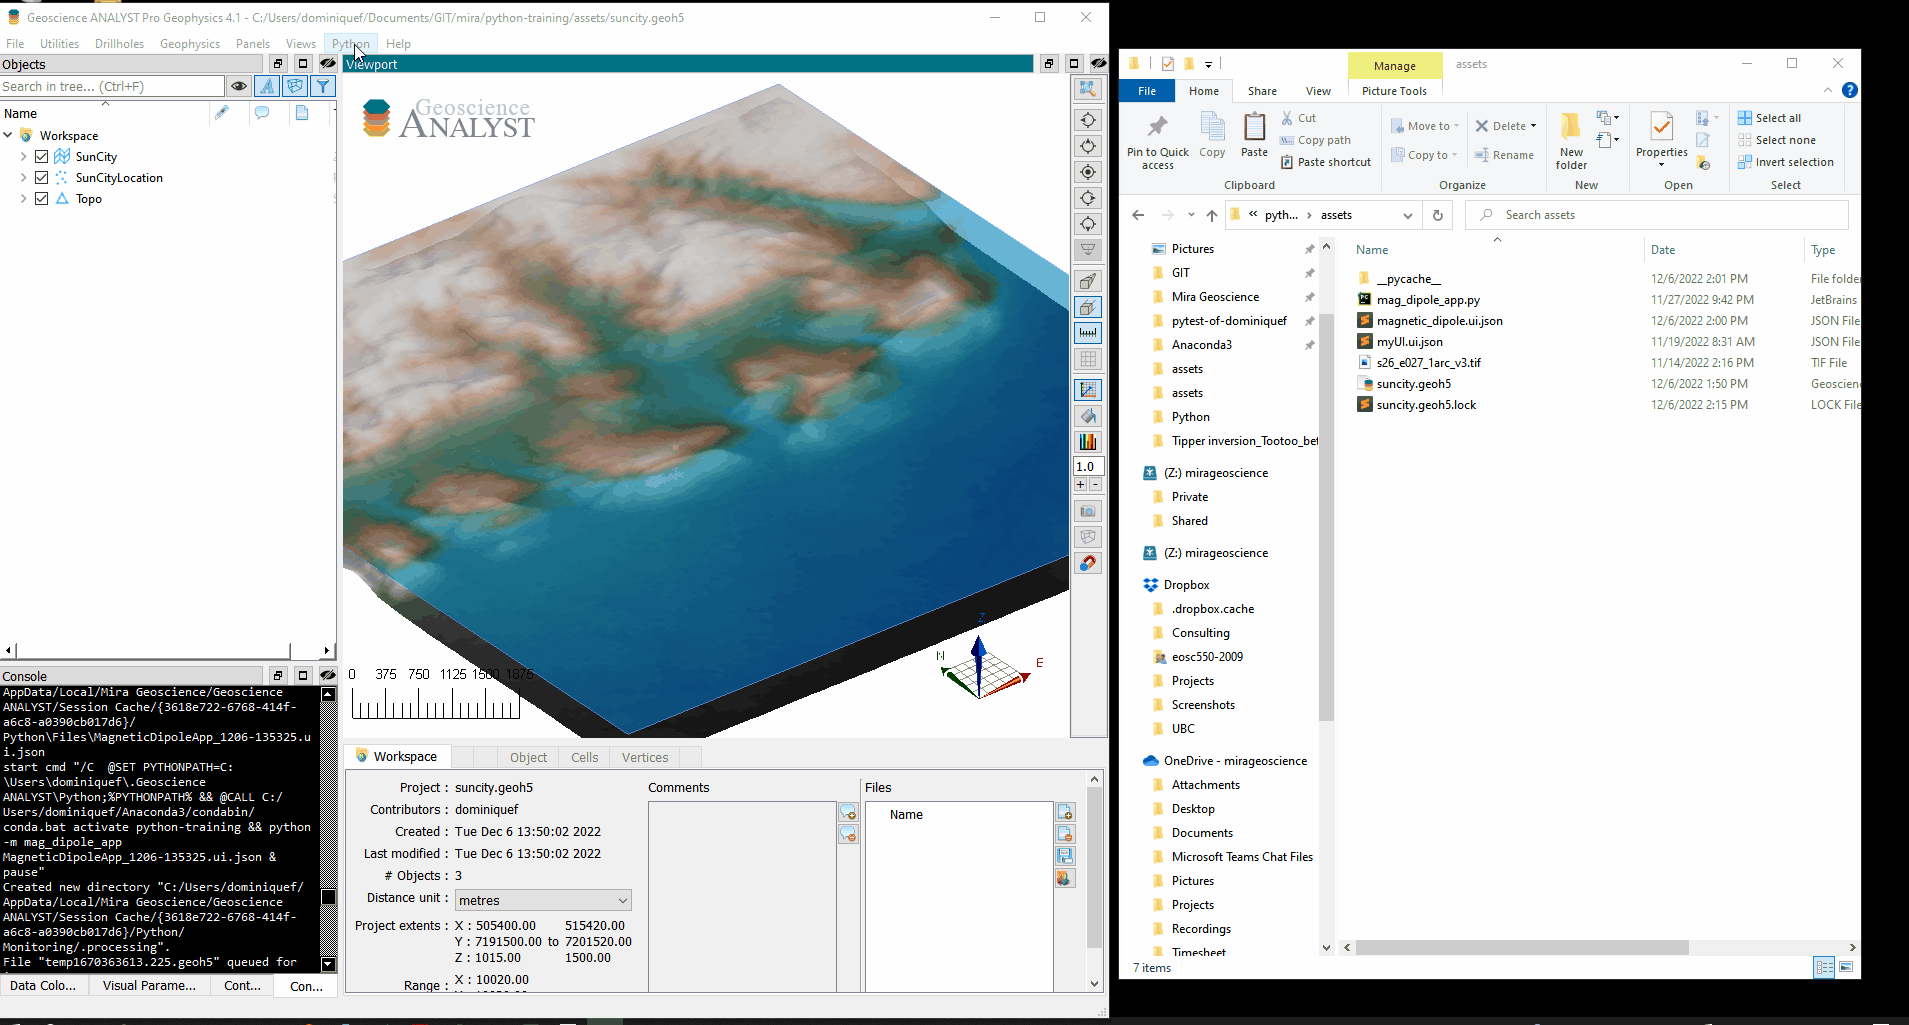 Geoscience ANALYST Pro Geophysics 4.1 - C:/Users/dominiquef/Documents/GIT/mira/python-training/assets/suncity.geoh5
File Utilities Drillholes Geophysics Panels Views Python Help
Objects
Search in tree... (Ctrl+F)
Name
Workspace
SunCity
SunCityLocation
Topo
Console
AppData/Local/Mira Geoscience/Geoscience
ANALYST/Session Cache/{3618e722-6768-414f-
a6c8-a0390cb017d6}/
Python\Files\MagneticDipoleApp_1206-135325.u
i.json
start cmd "/C  @SET PYTHONPATH=C:
\Users\dominiquef\.Geoscience
ANALYST\Python;%PYTHONPATH% && @CALL C:/
Users/dominiquef/Anaconda3/condabin/
conda.bat activate python-training && python
-m mag_dipole_app
MagneticDipoleApp_1206-135325.ui.json &
pause"
Created new directory "C:/Users/dominiquef/
AppData/Local/Mira Geoscience/Geoscience
ANALYST/Session Cache/{3618e722-6768-414f-
a6c8-a0390cb017d6}/Python/
Monitoring/.processing".
File "temp1670363613.225.geoh5" queued for
Data Colo... Visual Parame... Cont... Con...
Viewport
Geoscience
ANALYST
0 375 750 1125 1500 1875
Z
N
E
1.0
+ -
Workspace Object Cells Vertices
Project : suncity.geoh5
Contributors : dominiquef
Created : Tue Dec 6 13:50:02 2022
Last modified : Tue Dec 6 13:50:02 2022
# Objects : 3
Distance unit : metres
Project extents : X : 505400.00 515420.00
Y : 7191500.00 to 7201520.00
Z : 1015.00 1500.00
Range : X : 10020.00
Comments
Files
Name
Manage
assets
File Home Share View Picture Tools
Pin to Quick access
Copy
Paste
Cut
Copy path
Paste shortcut
Clipboard
Move to
Copy to
Delete
Rename
Organize
New folder
New
Properties
Open
Select all
Select none
Invert selection
Select
« pyth... › assets
Search assets
Pictures
GIT
Mira Geoscience
pytest-of-dominiquef
Anaconda3
assets
assets
Python
Tipper inversion_Tootoo_bet
(Z:) mirageoscience
Private
Shared
(Z:) mirageoscience
Dropbox
.dropbox.cache
Consulting
eosc550-2009
Projects
Screenshots
UBC
OneDrive - mirageoscience
Attachments
Desktop
Documents
Microsoft Teams Chat Files
Pictures
Projects
Recordings
Timesheet
Name Date Type
__pycache__ 12/6/2022 2:01 PM File folder
mag_dipole_app.py 11/27/2022 9:42 PM JetBrains
magnetic_dipole.ui.json 12/6/2022 2:00 PM JSON File
myUI.ui.json 11/19/2022 8:31 AM JSON File
s26_e027_1arc_v3.tif 11/14/2022 2:16 PM TIF File
suncity.geoh5 12/6/2022 1:50 PM Geoscien
suncity.geoh5.lock 12/6/2022 2:15 PM LOCK File
7 items